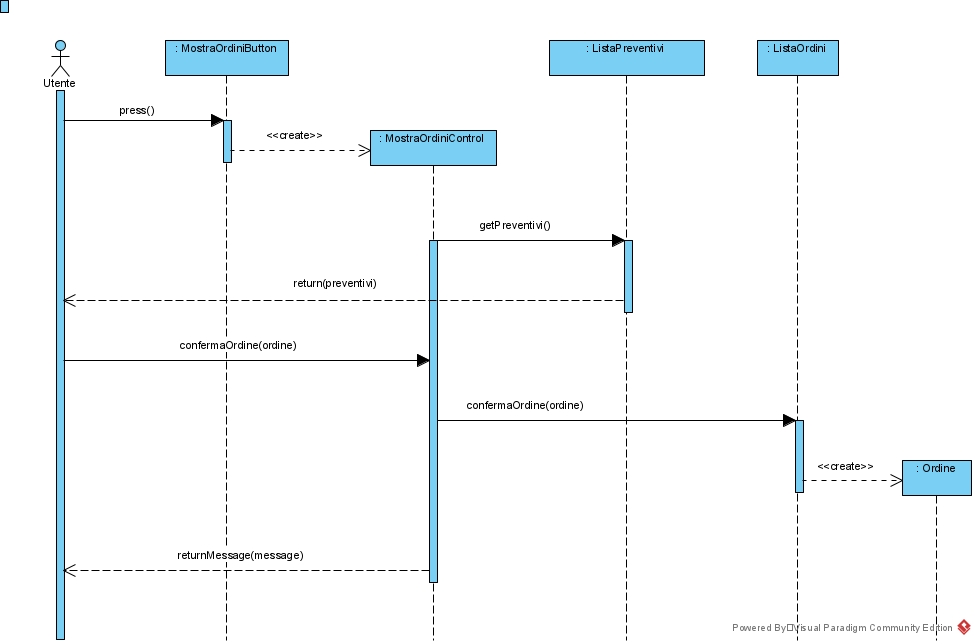 : MostraOrdiniButton
: ListaPreventivi
: ListaOrdini
Utente
press()
<<create>>
: MostraOrdiniControl
getPreventivi()
return(preventivi)
confermaOrdine(ordine)
confermaOrdine(ordine)
<<create>>
: Ordine
returnMessage(message)
Powered By Visual Paradigm Community Edition